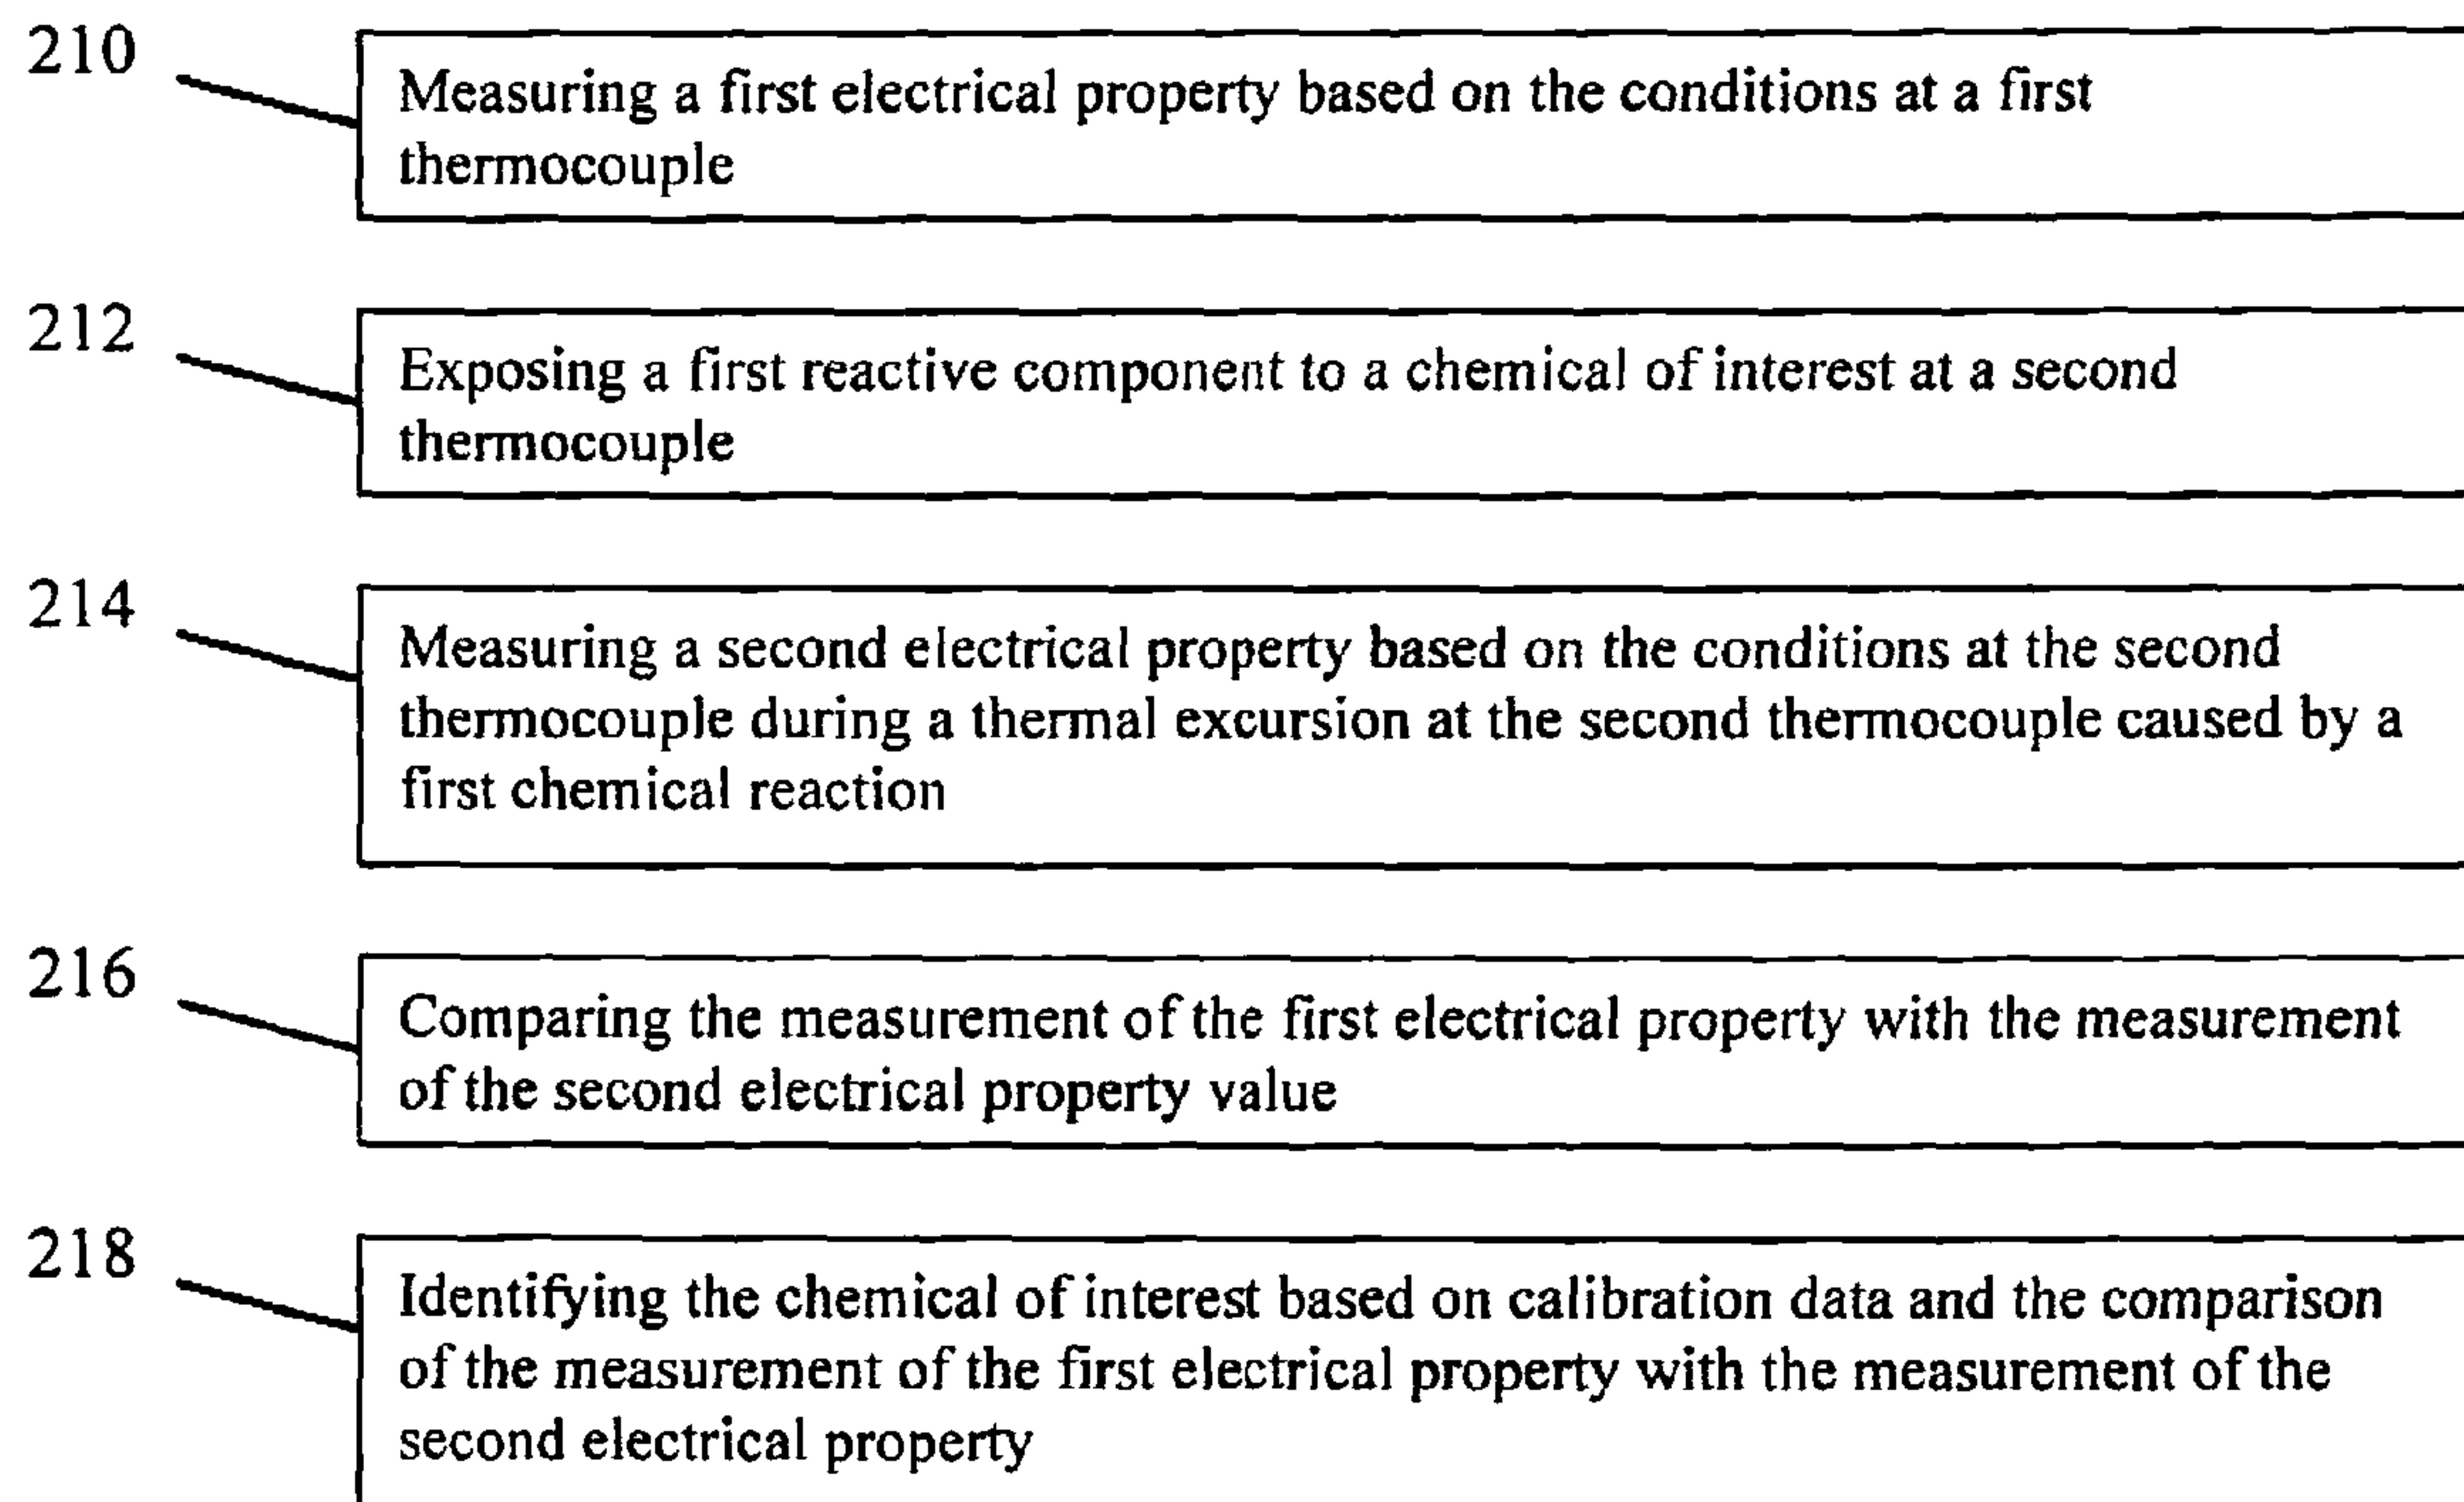 210
Measuring a first electrical property based on the conditions at a first
thermocouple
212
Exposing a first reactive component to a chemical of interest at a second
thermocouple
214
Measuring a second electrical property based on the conditions at the second
thermocouple during a thermal excursion at the second thermocouple caused by a
first chemical reaction
216
Comparing the measurement of the first electrical property with the measurement
of the second electrical property value
218
Identifying the chemical of interest based on calibration data and the comparison
of the measurement of the first electrical property with the measurement of the
second electrical property